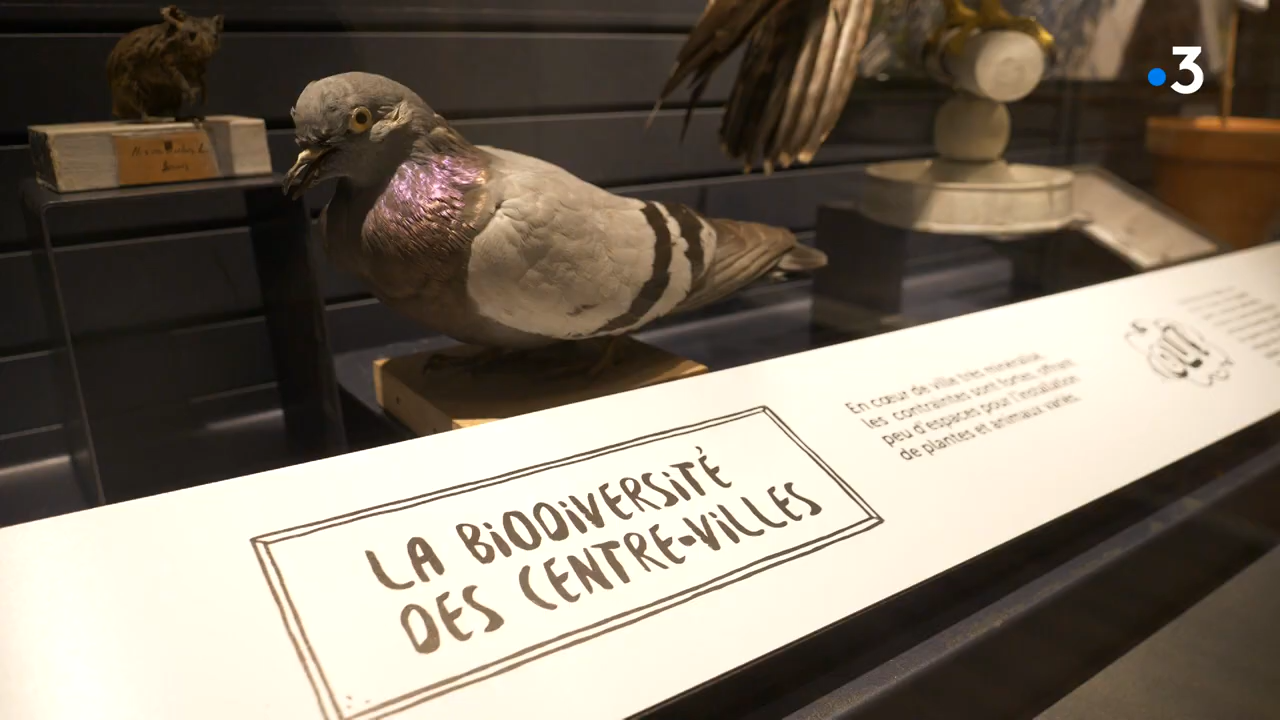 3
LA BiODiVERSiTÉ
DES CENTRE-ViLLES
En cœur de ville très minéralisé,
les contraintes sont fortes, offrant
peu d'espaces pour l'installation
de plantes et animaux variés.